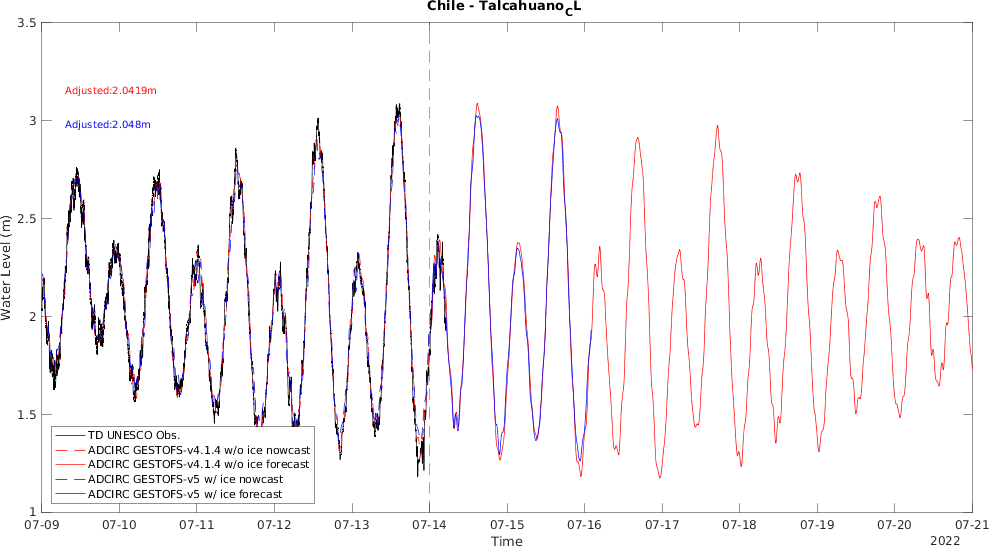 Chile - Talcahuano_CL
Water Level (m)
3.5
3
2.5
2
1.5
1
Adjusted:2.0419m
Adjusted:2.048m
TD UNESCO Obs.
ADCIRC GESTOFS-v4.1.4 w/o ice nowcast
ADCIRC GESTOFS-v4.1.4 w/o ice forecast
ADCIRC GESTOFS-v5 w/ ice nowcast
ADCIRC GESTOFS-v5 w/ ice forecast
07-09 07-10 07-11 07-12 07-13 07-14 07-15 07-16 07-17 07-18 07-19 07-20 07-21
Time
2022